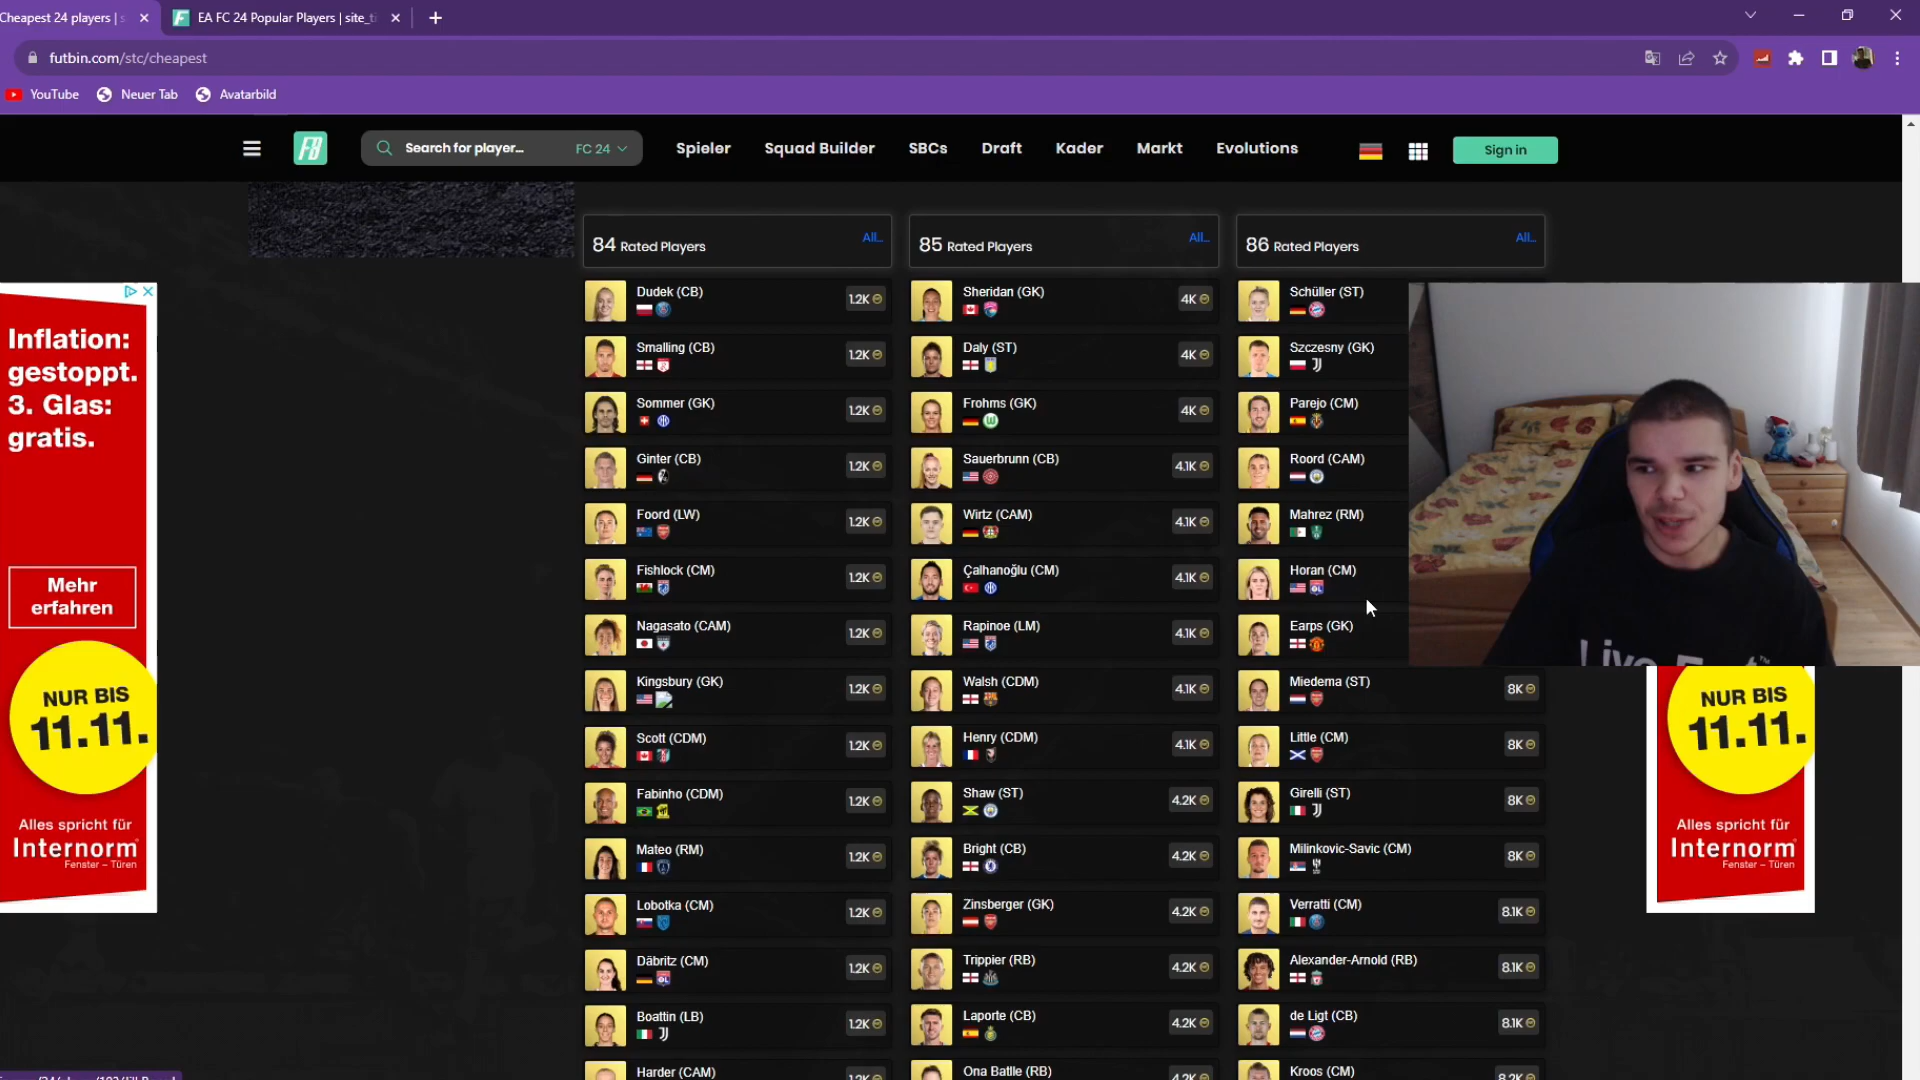 Cheapest 24 players | s
EA FC 24 Popular Players | site_ti
futbin.com/stc/cheapest
YouTube
Neuer Tab
Avatarbild
FB
Search for player...
FC 24
Spieler
Squad Builder
SBCs
Draft
Kader
Markt
Evolutions
Sign in
84 Rated Players
All..
85 Rated Players
All..
86 Rated Players
All..
Dudek (CB)
1.2K
Sheridan (GK)
4K
Schüller (ST)
Smalling (CB)
1.2K
Daly (ST)
4K
Szczesny (GK)
Sommer (GK)
1.2K
Frohms (GK)
4K
Parejo (CM)
Ginter (CB)
1.2K
Sauerbrunn (CB)
4.1K
Roord (CAM)
Foord (LW)
1.2K
Wirtz (CAM)
4.1K
Mahrez (RM)
Fishlock (CM)
1.2K
Çalhanoğlu (CM)
4.1K
Horan (CM)
Nagasato (CAM)
1.2K
Rapinoe (LM)
4.1K
Earps (GK)
Kingsbury (GK)
1.2K
Walsh (CDM)
4.1K
Miedema (ST)
8K
Scott (CDM)
1.2K
Henry (CDM)
4.1K
Little (CM)
8K
Fabinho (CDM)
1.2K
Shaw (ST)
4.2K
Girelli (ST)
8K
Mateo (RM)
1.2K
Bright (CB)
4.2K
Milinkovic-Savic (CM)
8K
Lobotka (CM)
1.2K
Zinsberger (GK)
4.2K
Verratti (CM)
8.1K
Däbritz (CM)
1.2K
Trippier (RB)
4.2K
Alexander-Arnold (RB)
8.1K
Boattin (LB)
1.2K
Laporte (CB)
4.2K
de Ligt (CB)
8.1K
Harder (CAM)
1.2K
Ona Batlle (RB)
4.2K
Kroos (CM)
8.2K
Inflation:
gestoppt.
3. Glas:
gratis.
Mehr
erfahren
NUR BIS
11.11.
Alles spricht für
Internorm
Fenster – Türen
NUR BIS
11.11.
Alles spricht für
Internorm
Fenster – Türen